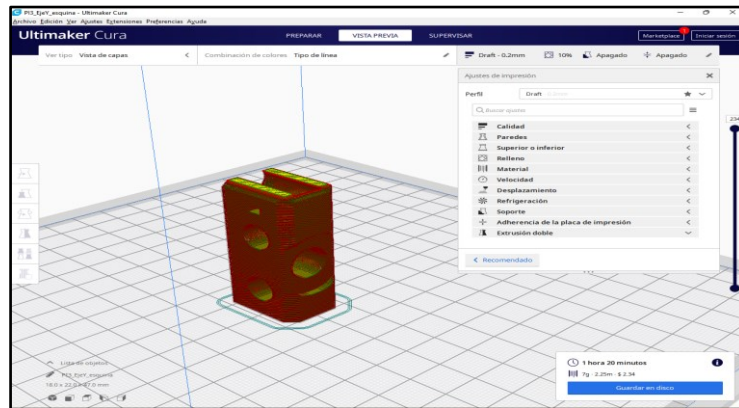 PI3_EjeY_esquina - Ultimaker Cura
Archivo Edición Ver Ajustes Extensiones Preferencias Ayuda
Ultimaker Cura
PREPARAR
VISTA PREVIA
SUPERVISAR
Marketplace
Iniciar sesión
Ver tipo Vista de capas
Combinación de colores Tipo de línea
Draft - 0.2mm
10%
Apagado
Apagado
Ajustes de impresión
Perfil
Draft 0.2mm
Buscar ajustes
Calidad
Paredes
Superior o inferior
Relleno
Material
Velocidad
Desplazamiento
Refrigeración
Soporte
Adherencia de la placa de impresión
Extrusión doble
Recomendado
234
Lista de objetos
PI3_EjeY_esquina
1 hora 20 minutos
7g · 2.25m · $ 2.34
Guardar en disco